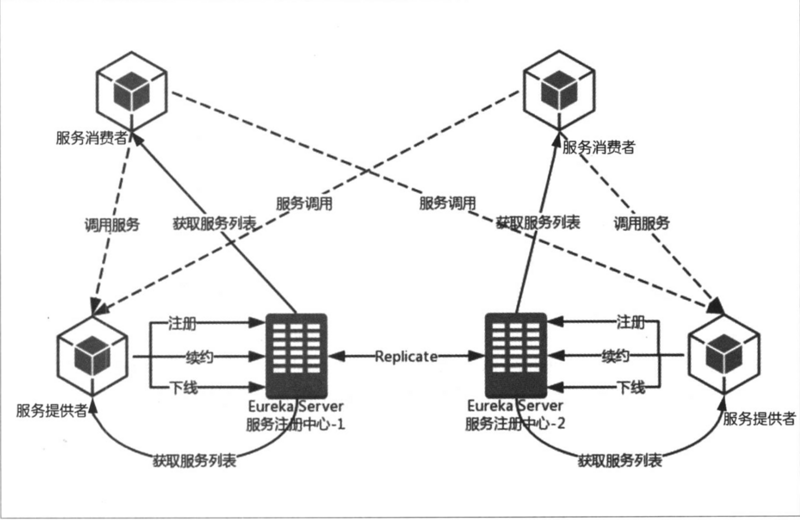 服务消费者
服务消费者
服务调用
服务调用
调用服务
获取服务列表
获取服务列表
调用服务
注册
注册
续约
Replicate
续约
下线
下线
服务提供者
Eureka Server
服务注册中心-1
Eureka Server
服务注册中心-2
服务提供者
获取服务列表
获取服务列表